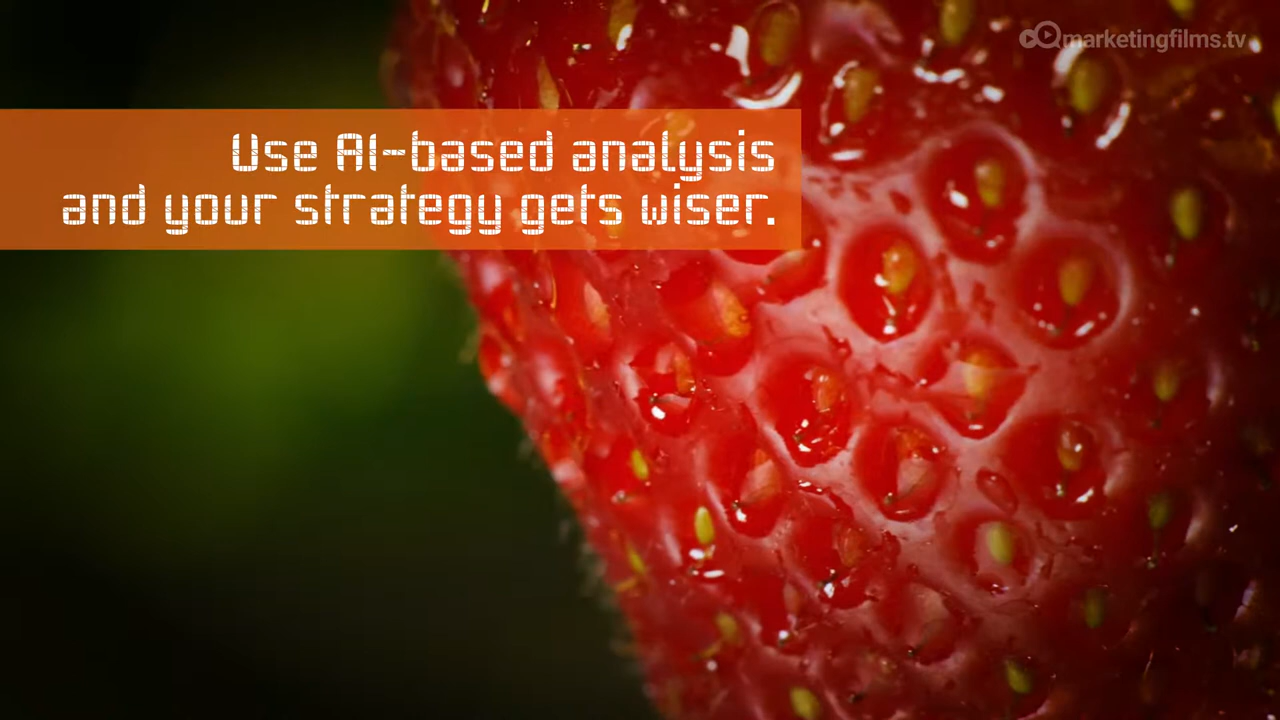 marketingfilms.tv
Use AI-based analysis
and your strategy gets wiser.